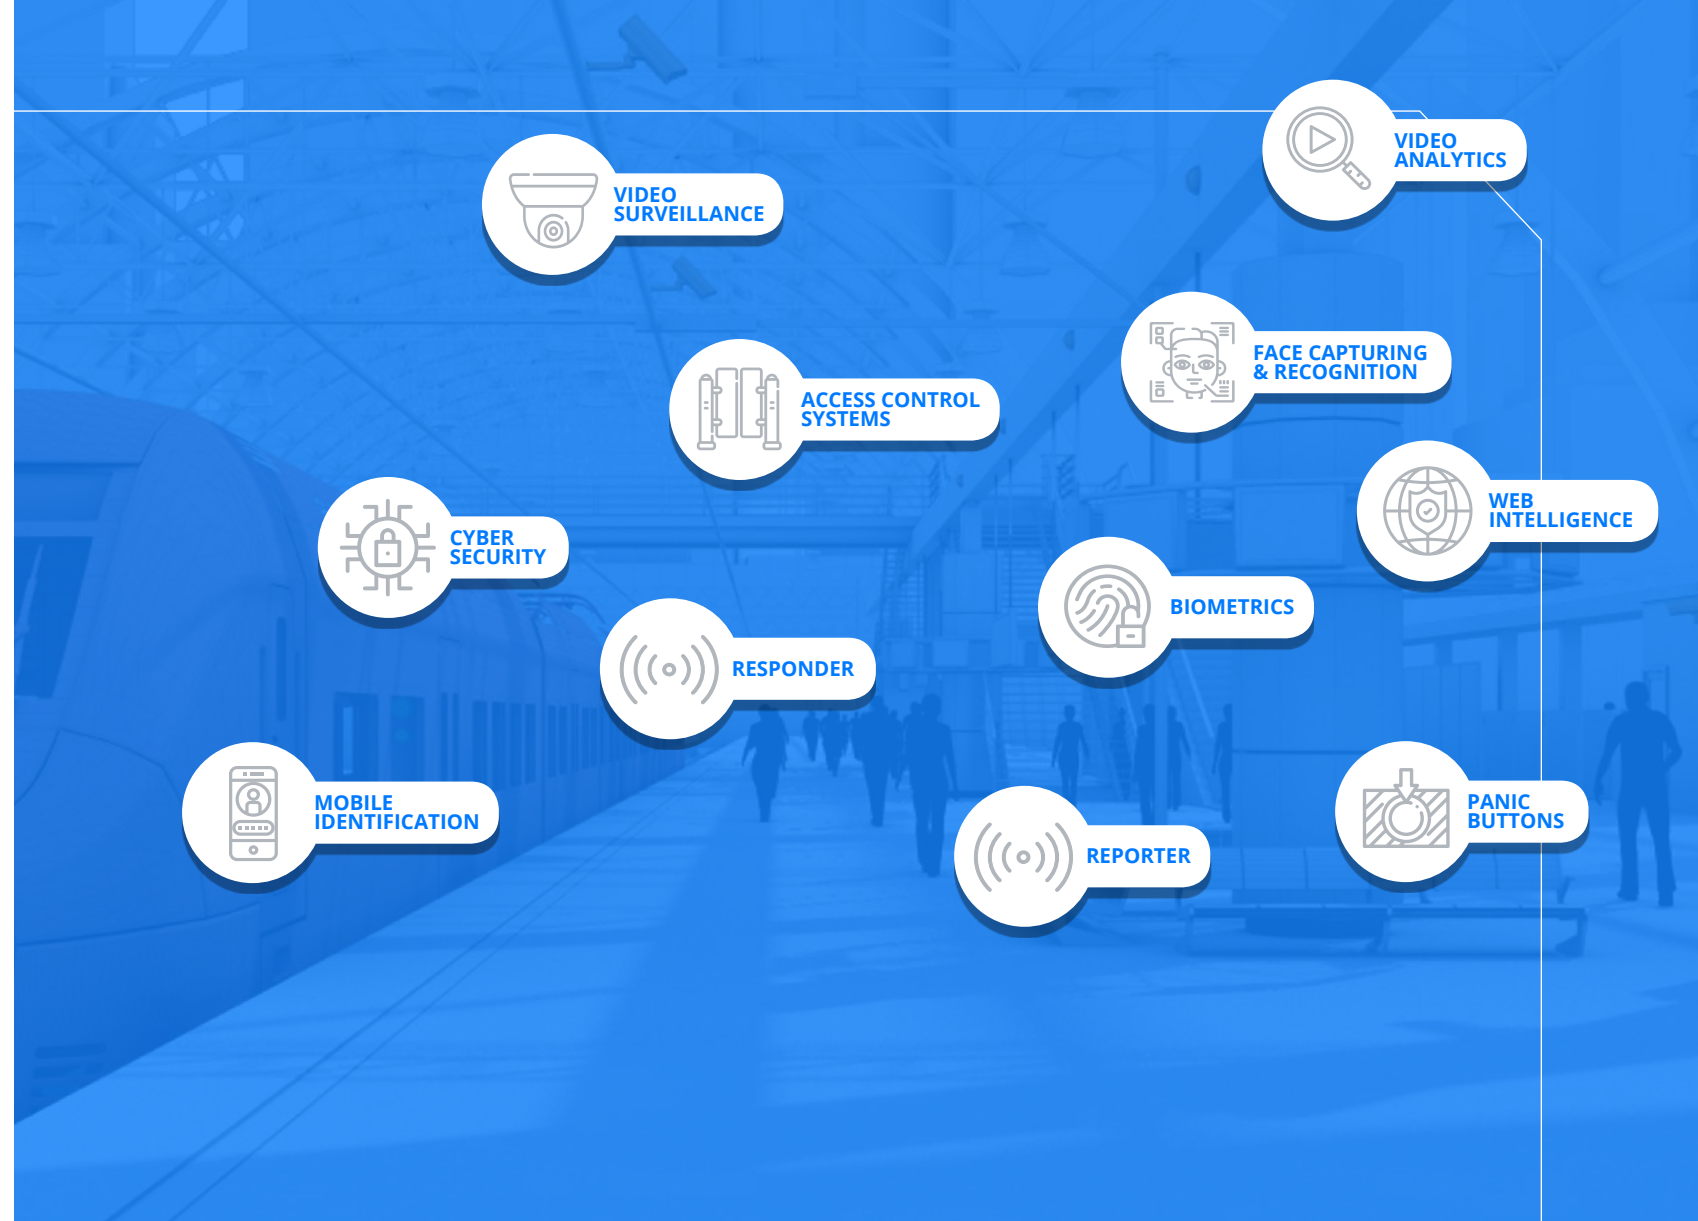 VIDEO
ANALYTICS
VIDEO
SURVEILLANCE
FACE CAPTURING
& RECOGNITION
ACCESS CONTROL
SYSTEMS
WEB
INTELLIGENCE
CYBER
SECURITY
BIOMETRICS
RESPONDER
MOBILE
IDENTIFICATION
PANIC
BUTTONS
REPORTER